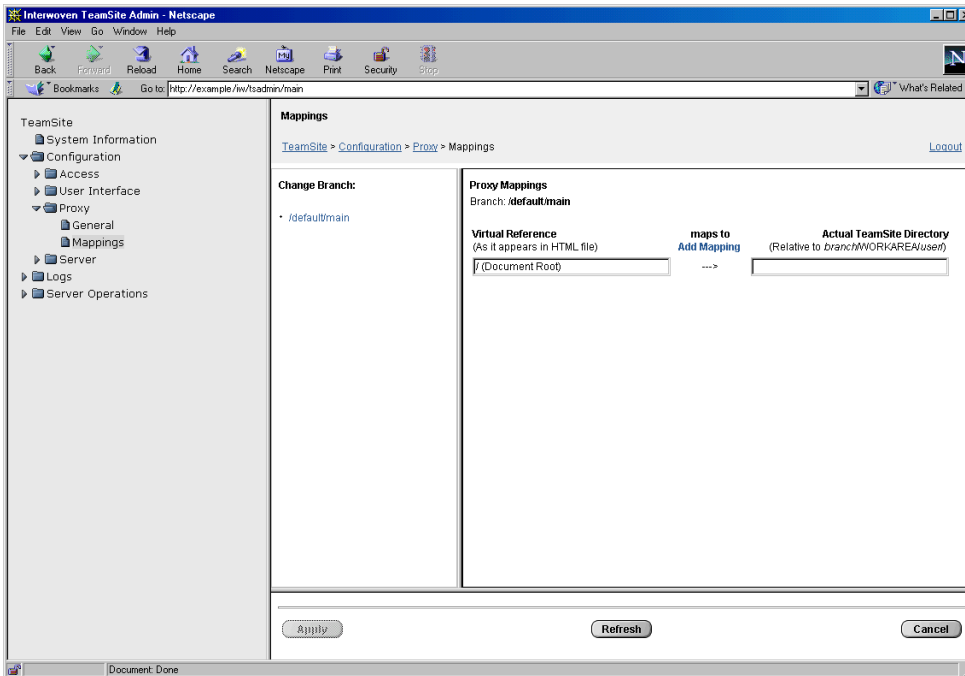 Interwoven TeamSite Admin - Netscape
File Edit View Go Window Help
Back Forward Reload Home Search Netscape Print Security Stop
My
N
Bookmarks Go to: http://example/iw/tsadmin/main What's Related
TeamSite
System Information
Configuration
Access
User Interface
Proxy
General
Mappings
Server
Logs
Server Operations
Mappings
TeamSite > Configuration > Proxy > Mappings Logout
Change Branch:
• /default/main
Proxy Mappings
Branch: /default/main
Virtual Reference maps to Actual TeamSite Directory
(As it appears in HTML file) Add Mapping (Relative to branch/WORKAREA/user/)
/ (Document Root) --->
Apply Refresh Cancel
Document: Done